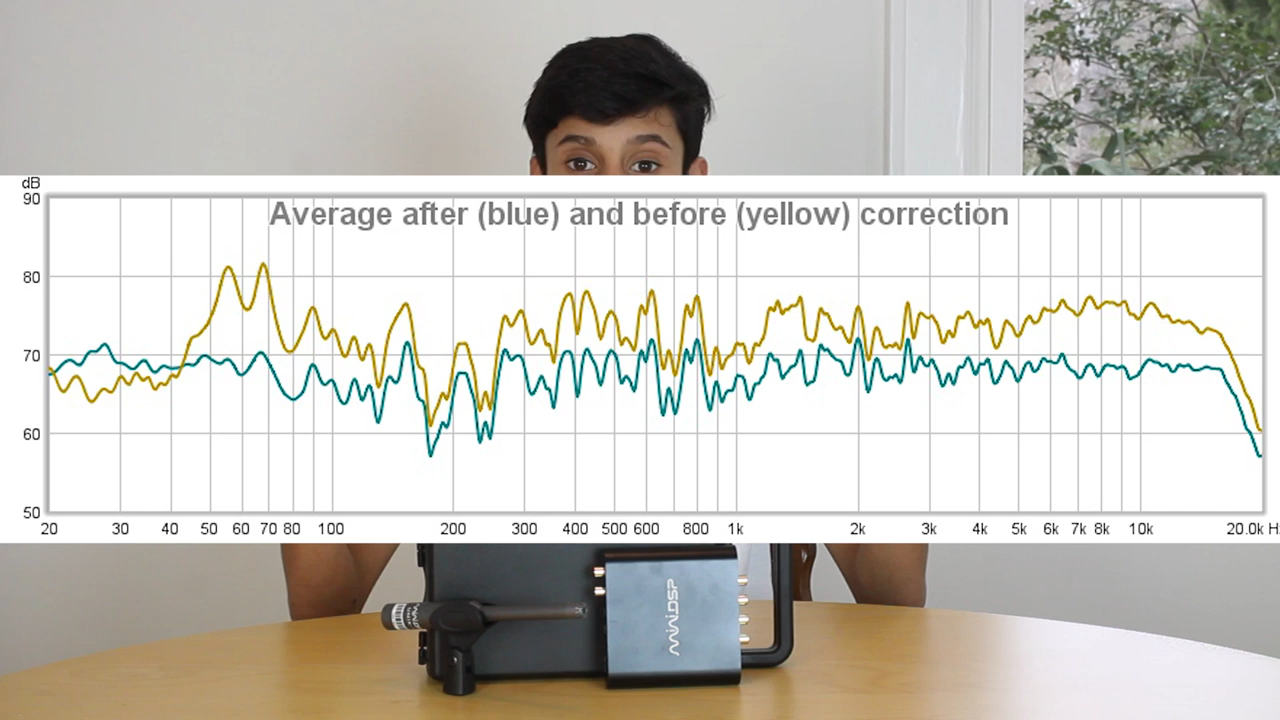 dB
90
Average after (blue) and before (yellow) correction
80
70
60
50
20 30 40 50 60 70 80 100 200 300 400 500 600 800 1k 2k 3k 4k 5k 6k 7k 8k 10k 20.0k H
miniDSP